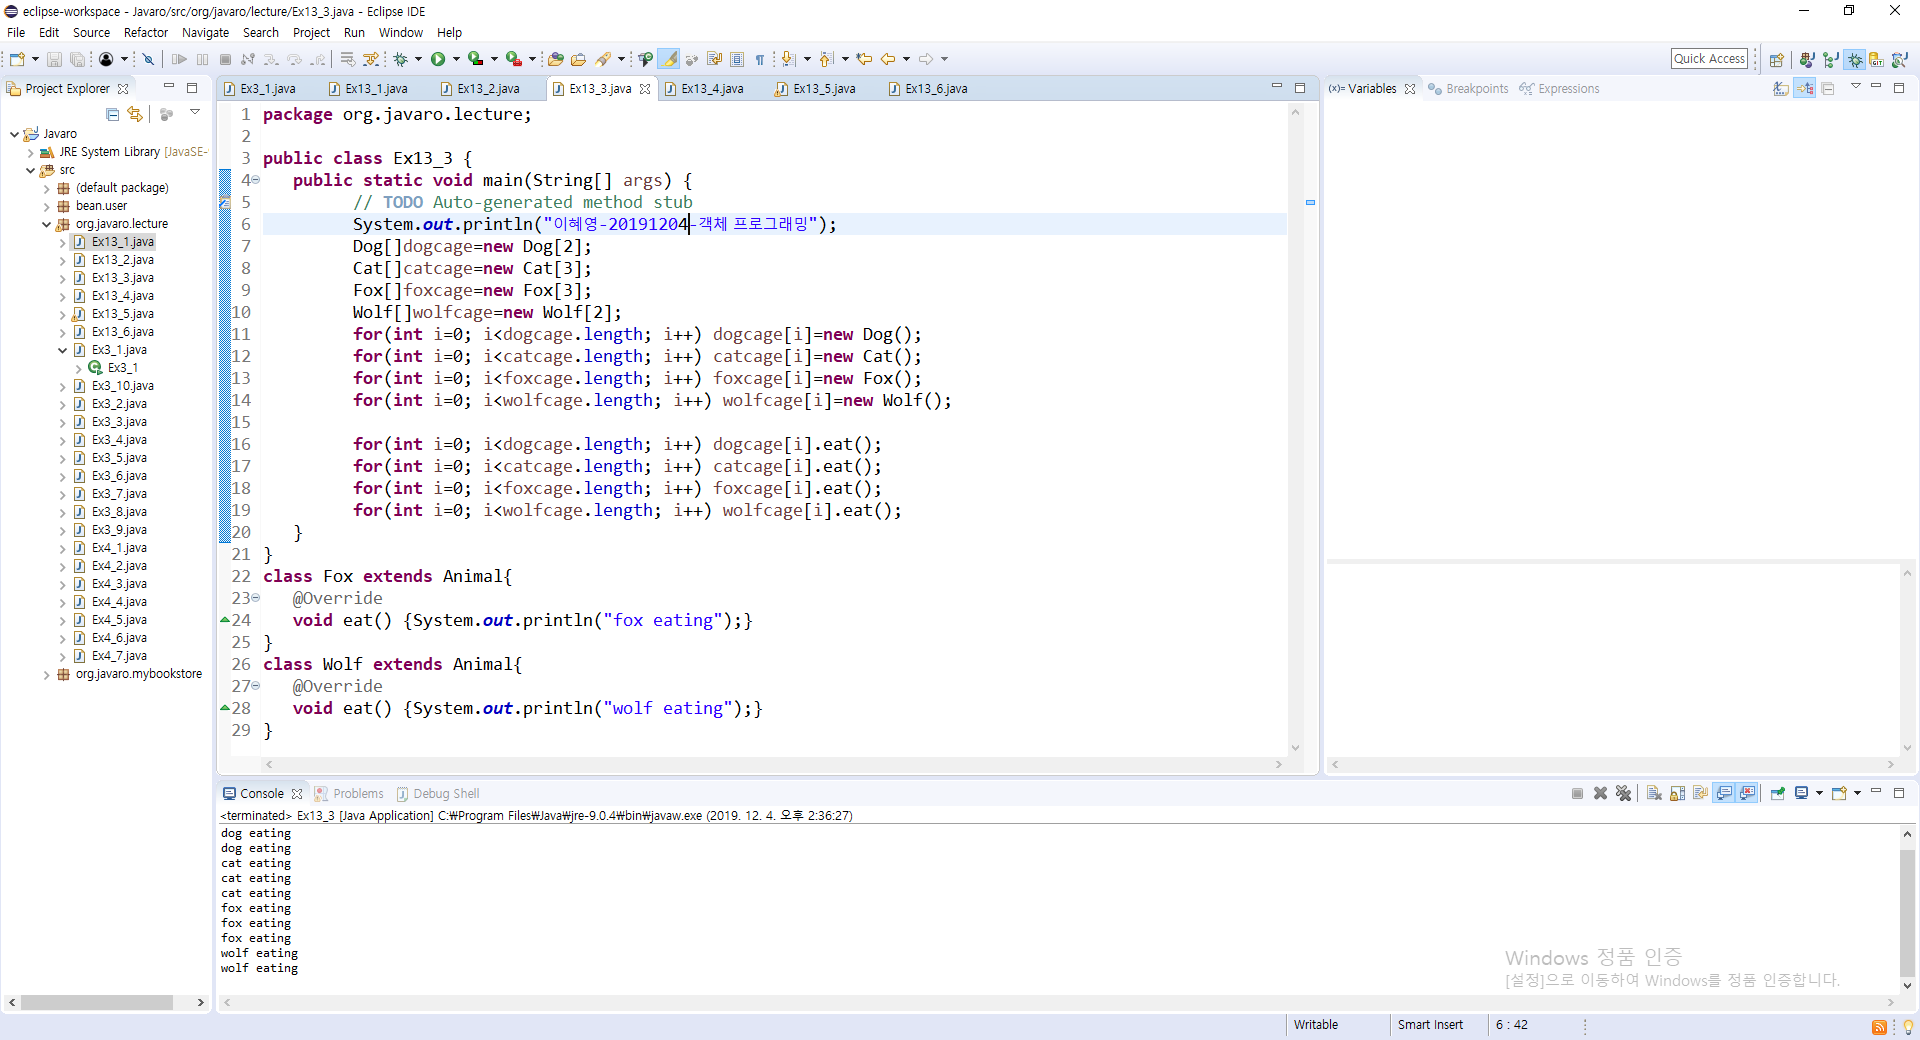 eclipse-workspace - Javaro/src/org/javaro/lecture/Ex13_3.java - Eclipse IDE
File Edit Source Refactor Navigate Search Project Run Window Help
Quick Access
Project Explorer
Ex3_1.java Ex13_1.java Ex13_2.java Ex13_3.java Ex13_4.java Ex13_5.java Ex13_6.java
(x)= Variables Breakpoints Expressions
Javaro
JRE System Library [JavaSE-
src
(default package)
bean.user
org.javaro.lecture
Ex13_1.java
Ex13_2.java
Ex13_3.java
Ex13_4.java
Ex13_5.java
Ex13_6.java
Ex3_1.java
Ex3_1
Ex3_10.java
Ex3_2.java
Ex3_3.java
Ex3_4.java
Ex3_5.java
Ex3_6.java
Ex3_7.java
Ex3_8.java
Ex3_9.java
Ex4_1.java
Ex4_2.java
Ex4_3.java
Ex4_4.java
Ex4_5.java
Ex4_6.java
Ex4_7.java
org.javaro.mybookstore
1 package org.javaro.lecture;
2
3 public class Ex13_3 {
4 public static void main(String[] args) {
5 // TODO Auto-generated method stub
6 System.out.println("이혜영-20191204-객체 프로그래밍");
7 Dog[]dogcage=new Dog[2];
8 Cat[]catcage=new Cat[3];
9 Fox[]foxcage=new Fox[3];
10 Wolf[]wolfcage=new Wolf[2];
11 for(int i=0; i<dogcage.length; i++) dogcage[i]=new Dog();
12 for(int i=0; i<catcage.length; i++) catcage[i]=new Cat();
13 for(int i=0; i<foxcage.length; i++) foxcage[i]=new Fox();
14 for(int i=0; i<wolfcage.length; i++) wolfcage[i]=new Wolf();
15
16 for(int i=0; i<dogcage.length; i++) dogcage[i].eat();
17 for(int i=0; i<catcage.length; i++) catcage[i].eat();
18 for(int i=0; i<foxcage.length; i++) foxcage[i].eat();
19 for(int i=0; i<wolfcage.length; i++) wolfcage[i].eat();
20 }
21 }
22 class Fox extends Animal{
23 @Override
24 void eat() {System.out.println("fox eating");}
25 }
26 class Wolf extends Animal{
27 @Override
28 void eat() {System.out.println("wolf eating");}
29 }
Console Problems Debug Shell
<terminated> Ex13_3 [Java Application] C:₩Program Files₩Java₩jre-9.0.4₩bin₩javaw.exe (2019. 12. 4. 오후 2:36:27)
dog eating
dog eating
cat eating
cat eating
cat eating
fox eating
fox eating
fox eating
wolf eating
wolf eating
Windows 정품 인증
[설정]으로 이동하여 Windows를 정품 인증합니다.
Writable Smart Insert 6 : 42